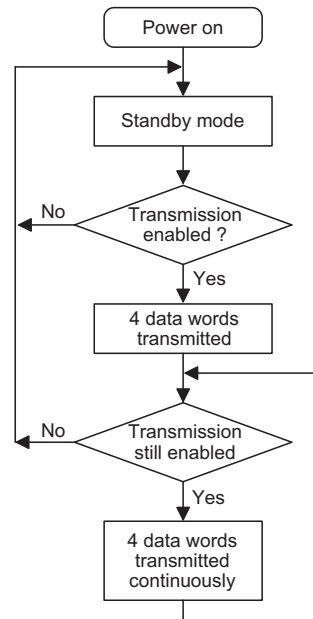 Power on
Standby mode
Transmission
enabled ?
No
Yes
4 data words
transmitted
Transmission
still enabled
No
Yes
4 data words
transmitted
continuously